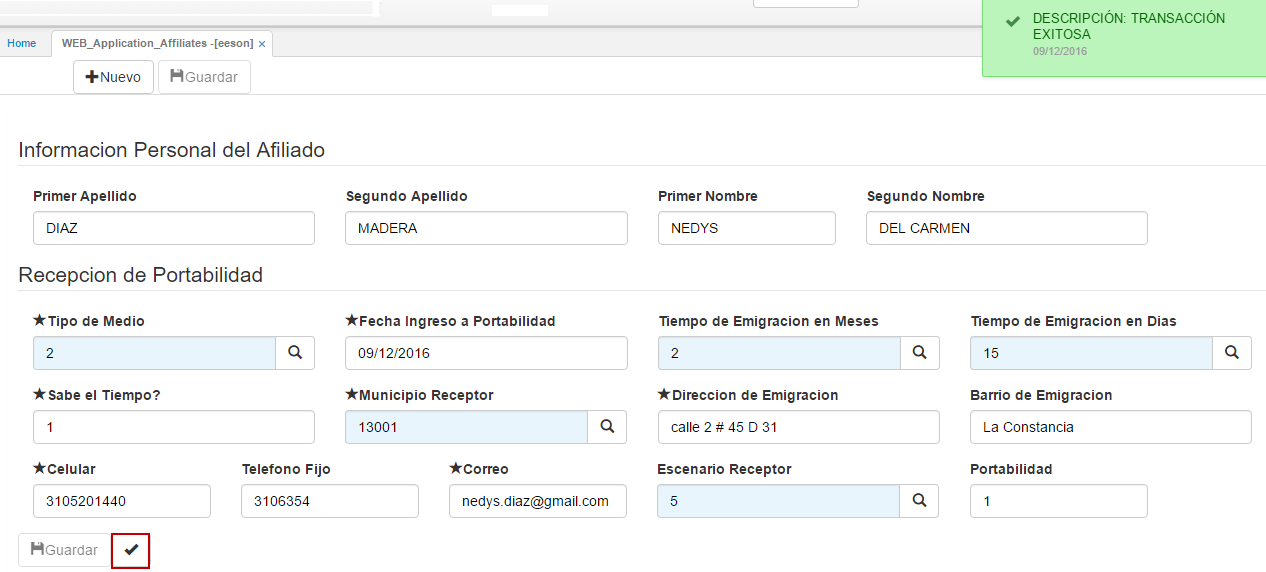 DESCRIPCIÓN: TRANSACCIÓN
EXITOSA
09/12/2016
Home WEB_Application_Affiliates -[eeson] ×
Nuevo Guardar
Informacion Personal del Afiliado
Primer Apellido Segundo Apellido Primer Nombre Segundo Nombre
DIAZ MADERA NEDYS DEL CARMEN
Recepcion de Portabilidad
★Tipo de Medio ★Fecha Ingreso a Portabilidad Tiempo de Emigracion en Meses Tiempo de Emigracion en Dias
2 09/12/2016 2 15
★Sabe el Tiempo? ★Municipio Receptor ★Direccion de Emigracion Barrio de Emigracion
1 13001 calle 2 # 45 D 31 La Constancia
★Celular Telefono Fijo ★Correo Escenario Receptor Portabilidad
3105201440 3106354 nedys.diaz@gmail.com 5 1
Guardar